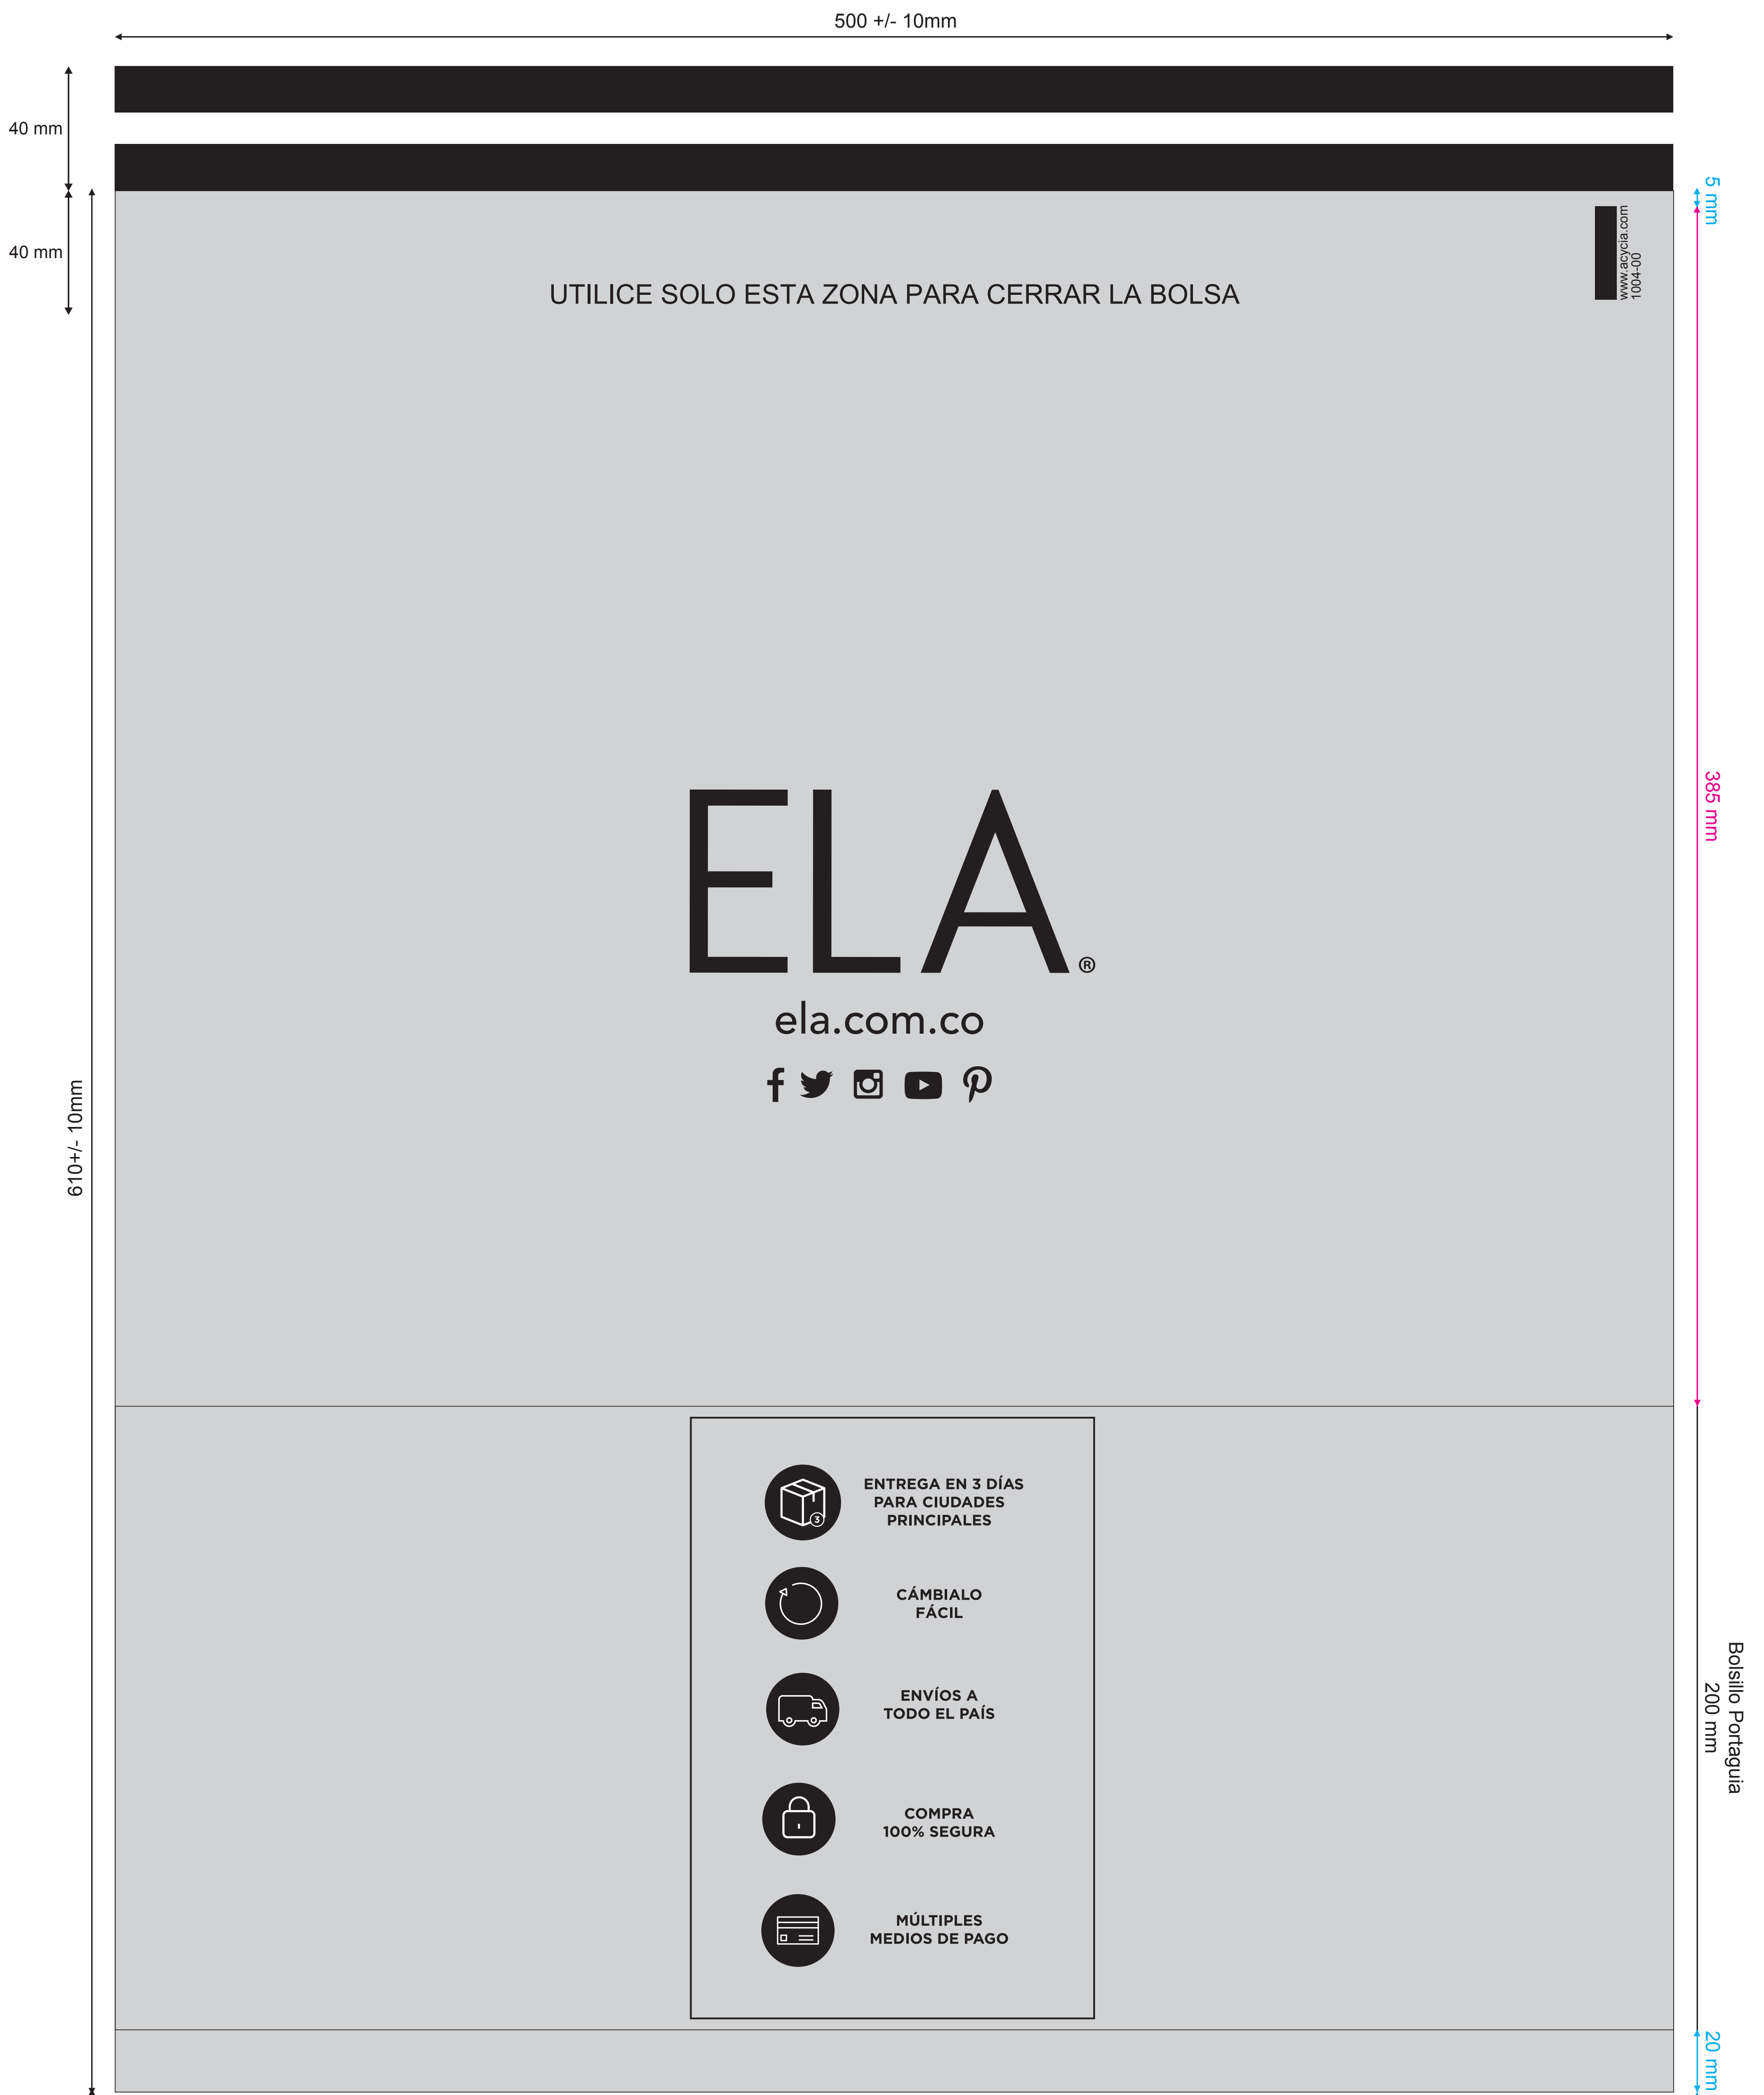 500 +/- 10mm
40 mm
40 mm
5 mm
www.acycia.com
1004-00
UTILICE SOLO ESTA ZONA PARA CERRAR LA BOLSA
385 mm
ELA®
ela.com.co
610+/- 10mm
ENTREGA EN 3 DÍAS
PARA CIUDADES
PRINCIPALES
3
CÁMBIALO
FÁCIL
ENVÍOS A
TODO EL PAÍS
Bolsillo Portaguia
200 mm
COMPRA
100% SEGURA
MÚLTIPLES
MEDIOS DE PAGO
20 mm